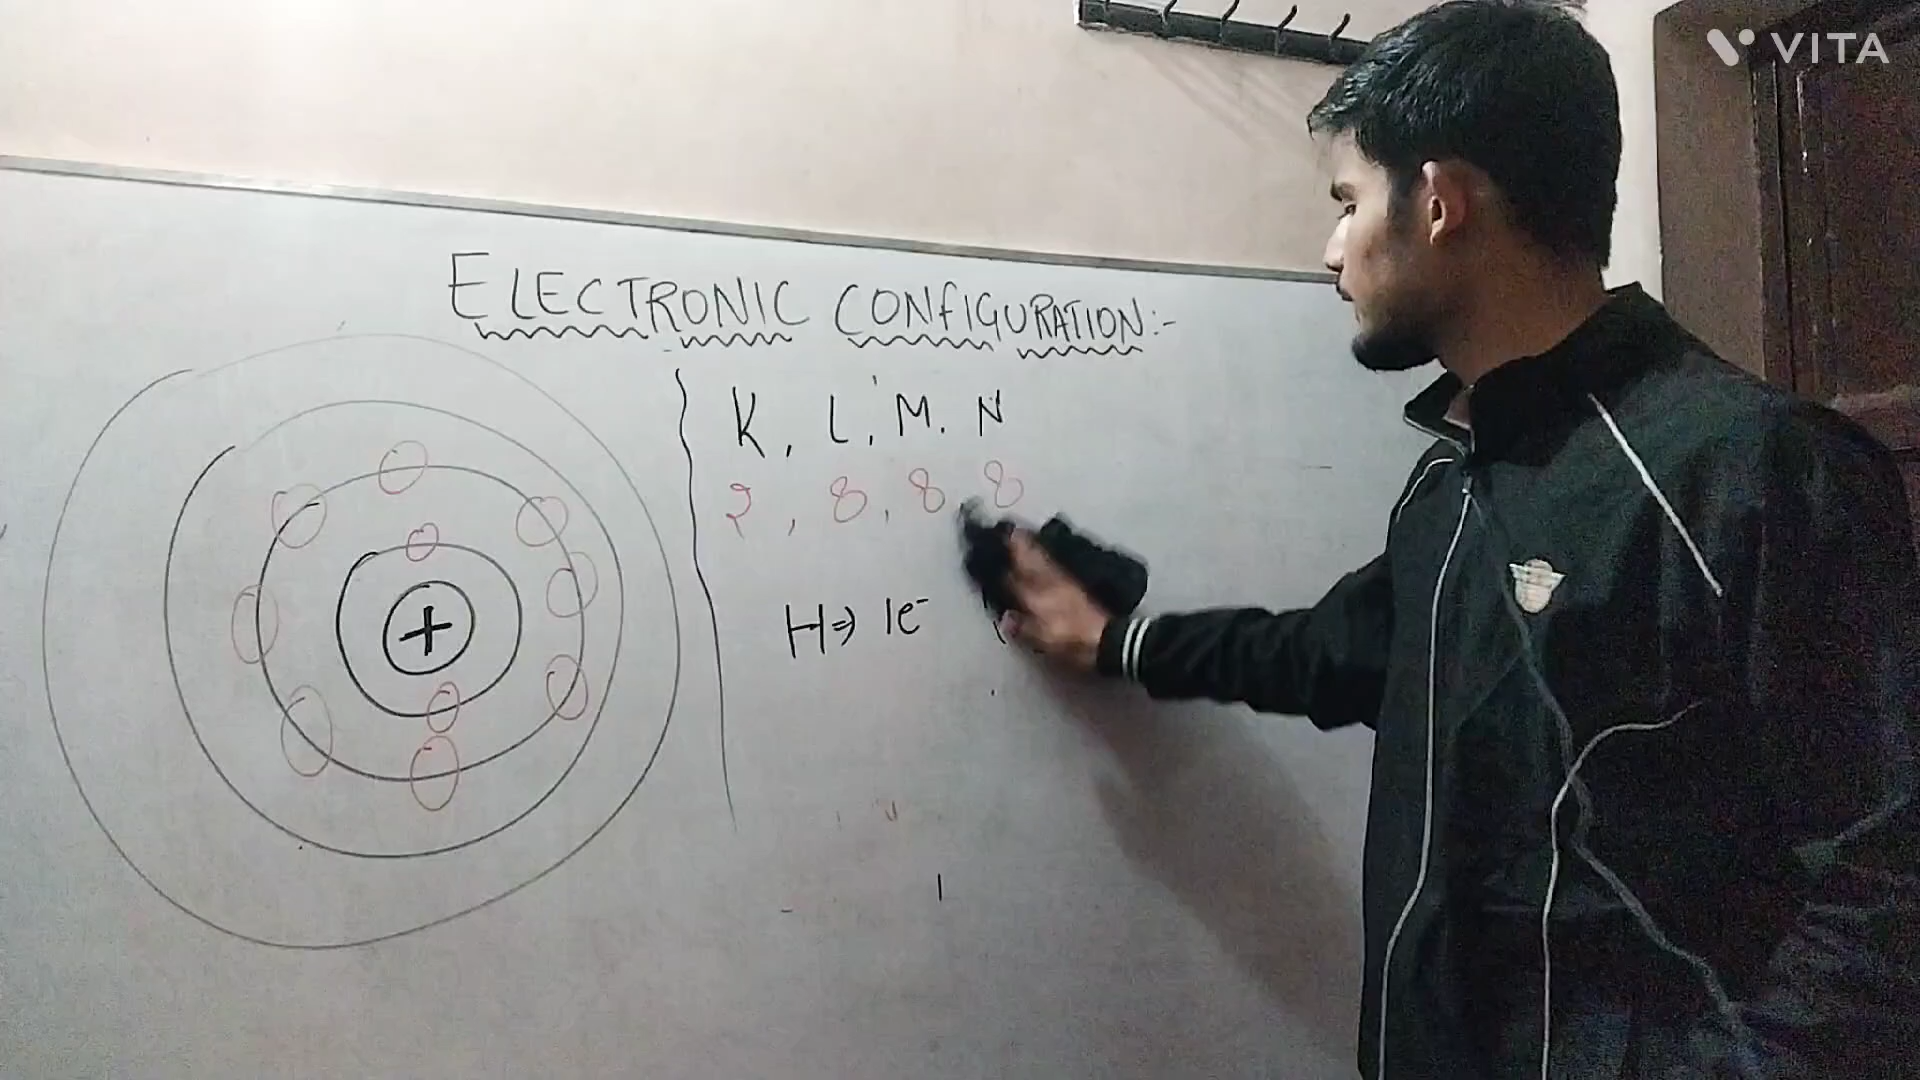 VITA
ELECTRONIC CONFIGURATION:-
K, L, M. N
2, 8, 8 8
H⇒ 1e⁻
+